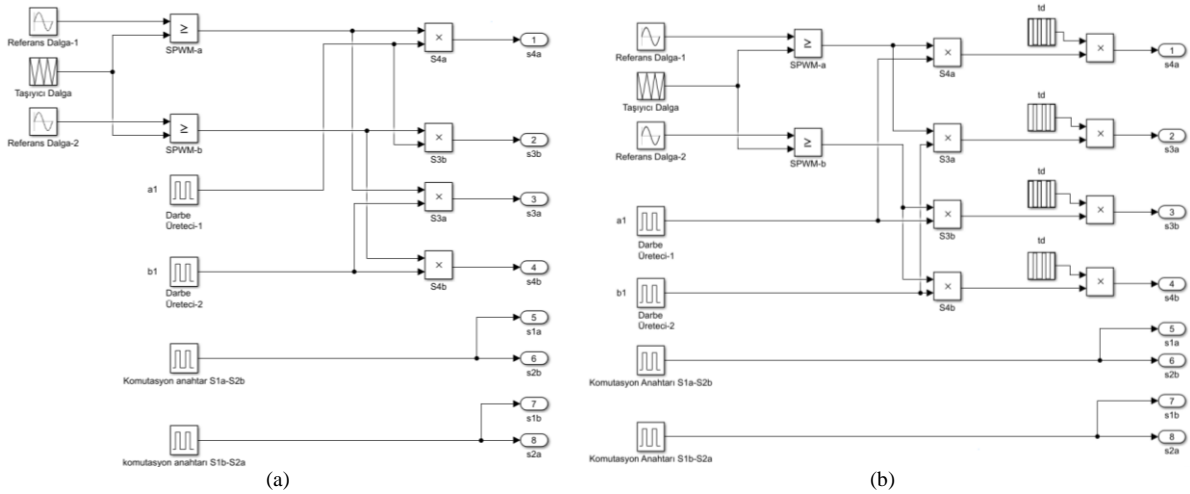 Referans Dalga-1
≥
SPWM-a
×
S4a
1
s4a
Taşıyıcı Dalga
Referans Dalga-2
≥
SPWM-b
×
S3b
2
s3b
a1
Darbe
Üreteci-1
×
S3a
3
s3a
b1
Darbe
Üreteci-2
×
S4b
4
s4b
5
s1a
6
s2b
Komutasyon anahtar S1a-S2b
7
s1b
8
s2a
komutasyon anahtarı S1b-S2a
(a)
td
Referans Dalga-1
≥
SPWM-a
×
S4a
×
1
s4a
Taşıyıcı Dalga
td
Referans Dalga-2
≥
SPWM-b
×
S3a
×
2
s3a
td
a1
Darbe
Üreteci-1
×
S3b
×
3
s3b
td
b1
Darbe
Üreteci-2
×
S4b
×
4
s4b
5
s1a
6
s2b
Komutasyon Anahtarı S1a-S2b
7
s1b
8
s2a
Komutasyon Anahtarı S1b-S2a
(b)